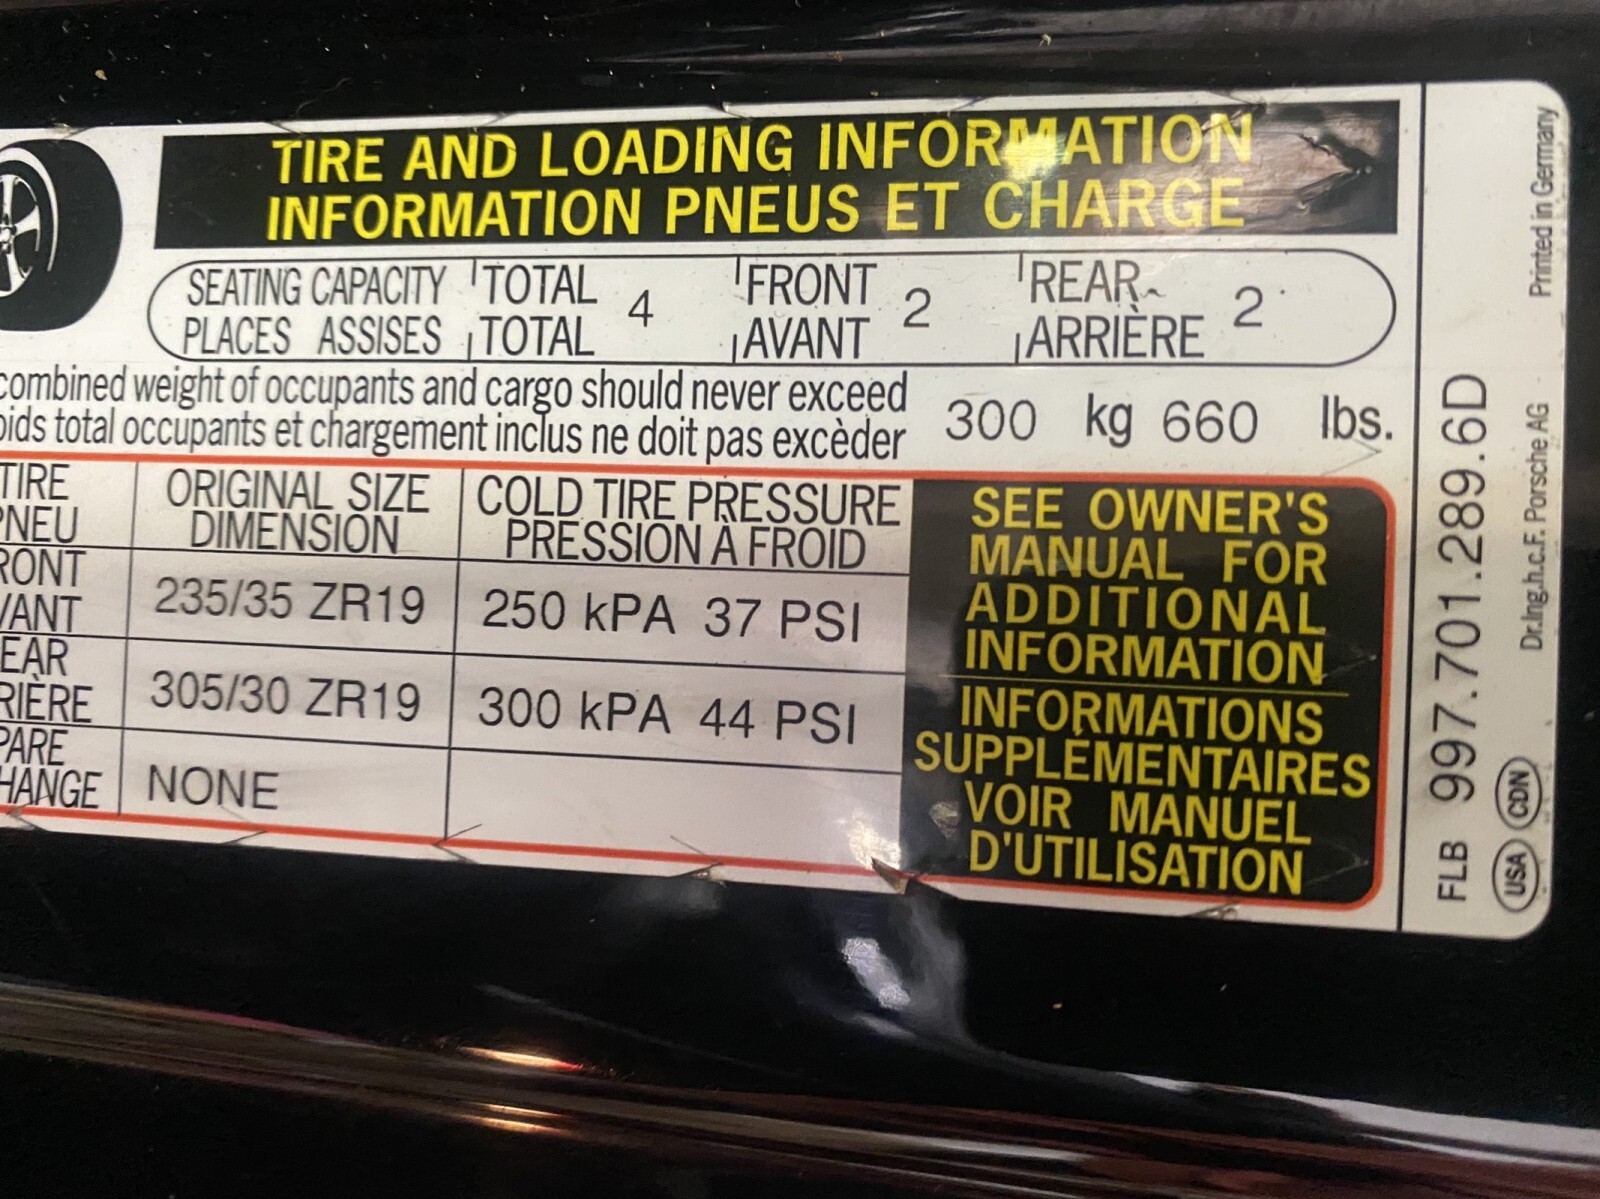 TIRE AND LOADING INFORMATION
INFORMATION PNEUS ET CHARGE
SEATING CAPACITY TOTAL 4 FRONT 2 REAR 2
PLACES ASSISES TOTAL AVANT ARRIÈRE
combined weight of occupants and cargo should never exceed 300 kg 660 lbs.
oids total occupants et chargement inclus ne doit pas excèder
TIRE ORIGINAL SIZE COLD TIRE PRESSURE
PNEU DIMENSION PRESSION À FROID
RONT 235/35 ZR19 250 kPA 37 PSI
VANT
EAR 305/30 ZR19 300 kPA 44 PSI
RIÈRE
PARE NONE
HANGE
SEE OWNER'S
MANUAL FOR
ADDITIONAL
INFORMATION
INFORMATIONS
SUPPLÉMENTAIRES
VOIR MANUEL
D'UTILISATION
FLB 997.701.289.6D
USA CDN Dr.Ing.h.c.F. Porsche AG Printed in Germany